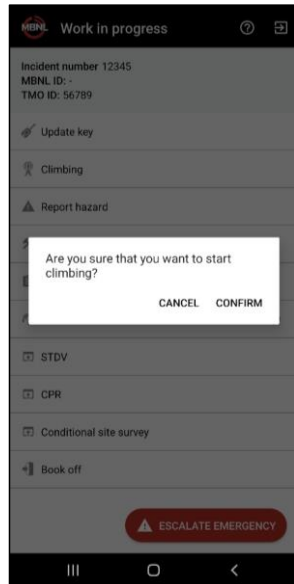 MBNL Work in progress
Incident number 12345
MBNL ID: -
TMO ID: 56789
Update key
Climbing
Report hazard
Are you sure that you want to start
climbing?
CANCEL CONFIRM
STDV
CPR
Conditional site survey
Book off
ESCALATE EMERGENCY